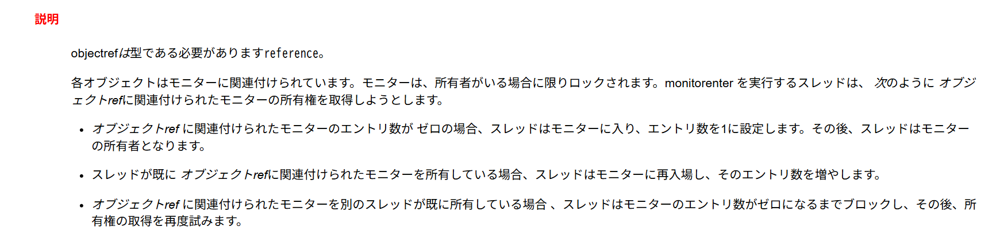 説明
objectrefは型である必要がありますreference。
各オブジェクトはモニターに関連付けられています。モニターは、所有者がいる場合に限りロックされます。monitorenter を実行するスレッドは、 次のように オブジ
ェクトrefに関連付けられたモニターの所有権を取得しようとします。
• オブジェクトref に関連付けられたモニターのエントリ数が ゼロの場合、スレッドはモニターに入り、エントリ数を1に設定します。その後、スレッドはモニター
の所有者となります。
• スレッドが既に オブジェクトrefに関連付けられたモニターを所有している場合、スレッドはモニターに再入場し、そのエントリ数を増やします。
• オブジェクトref に関連付けられたモニターを別のスレッドが既に所有している場合 、スレッドはモニターのエントリ数がゼロになるまでブロックし、その後、所
有権の取得を再度試みます。